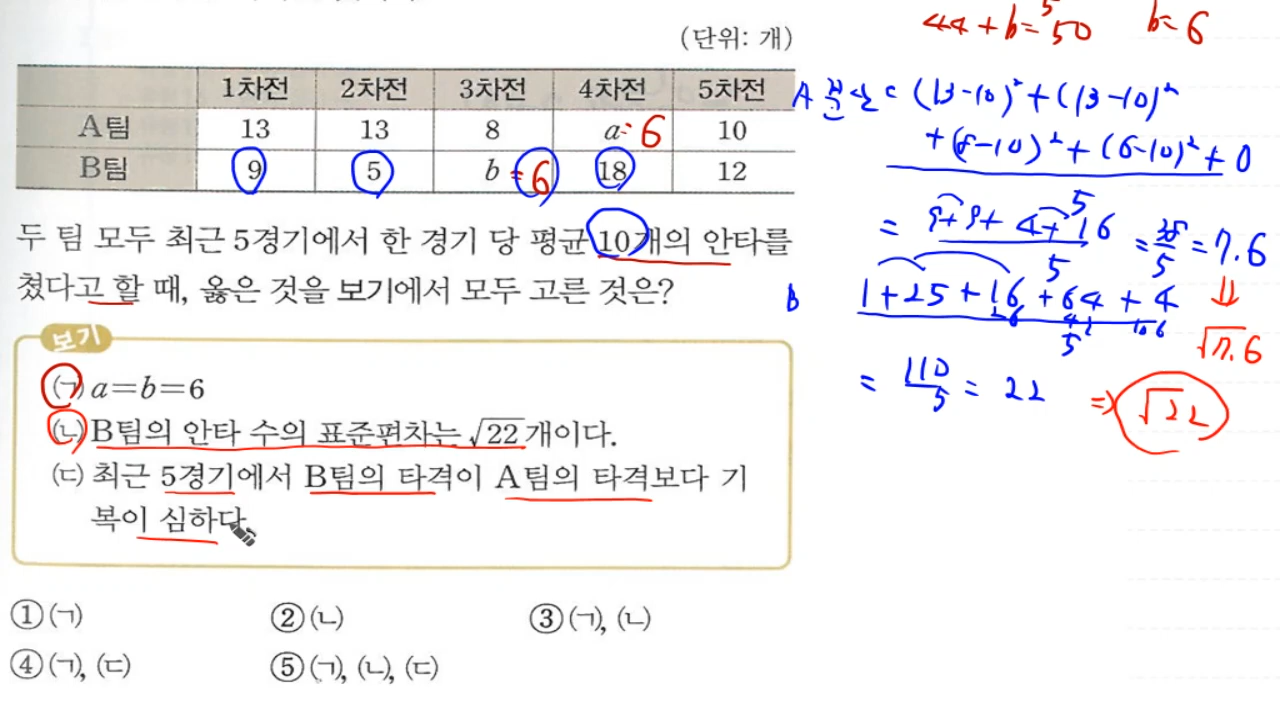 44+b=50 b=6
(단위: 개)
1차전 2차전 3차전 4차전 5차전
A팀 13 13 8 a=6 10
B팀 9 5 b=6 18 12
두 팀 모두 최근 5경기에서 한 경기 당 평균 10개의 안타를
쳤다고 할 때, 옳은 것을 보기에서 모두 고른 것은?
보기
(ㄱ) a=b=6
(ㄴ) B팀의 안타 수의 표준편차는 √22개이다.
(ㄷ) 최근 5경기에서 B팀의 타격이 A팀의 타격보다 기
복이 심하다.
① (ㄱ) ② (ㄴ) ③ (ㄱ), (ㄴ)
④ (ㄱ), (ㄷ) ⑤ (ㄱ), (ㄴ), (ㄷ)
A 분산 = (13-10)²+(13-10)²
+(8-10)²+(6-10)²+0
5
= 9+9+4+16 / 5 = 38/5 = 7.6
⇓
√7.6
B 1+25+16+64+4
5
= 110/5 = 22 ⇒ √22